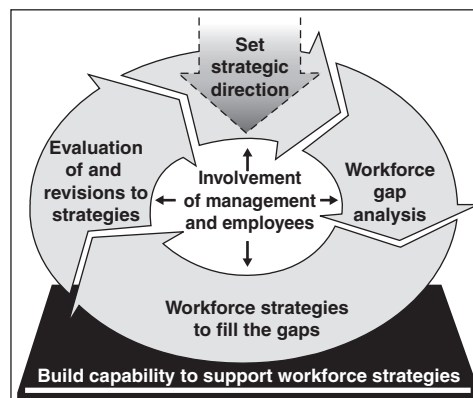 Set
strategic
direction
Evaluation
of and
revisions to
strategies
Involvement
of management
and employees
Workforce
gap
analysis
Workforce strategies
to fill the gaps
Build capability to support workforce strategies